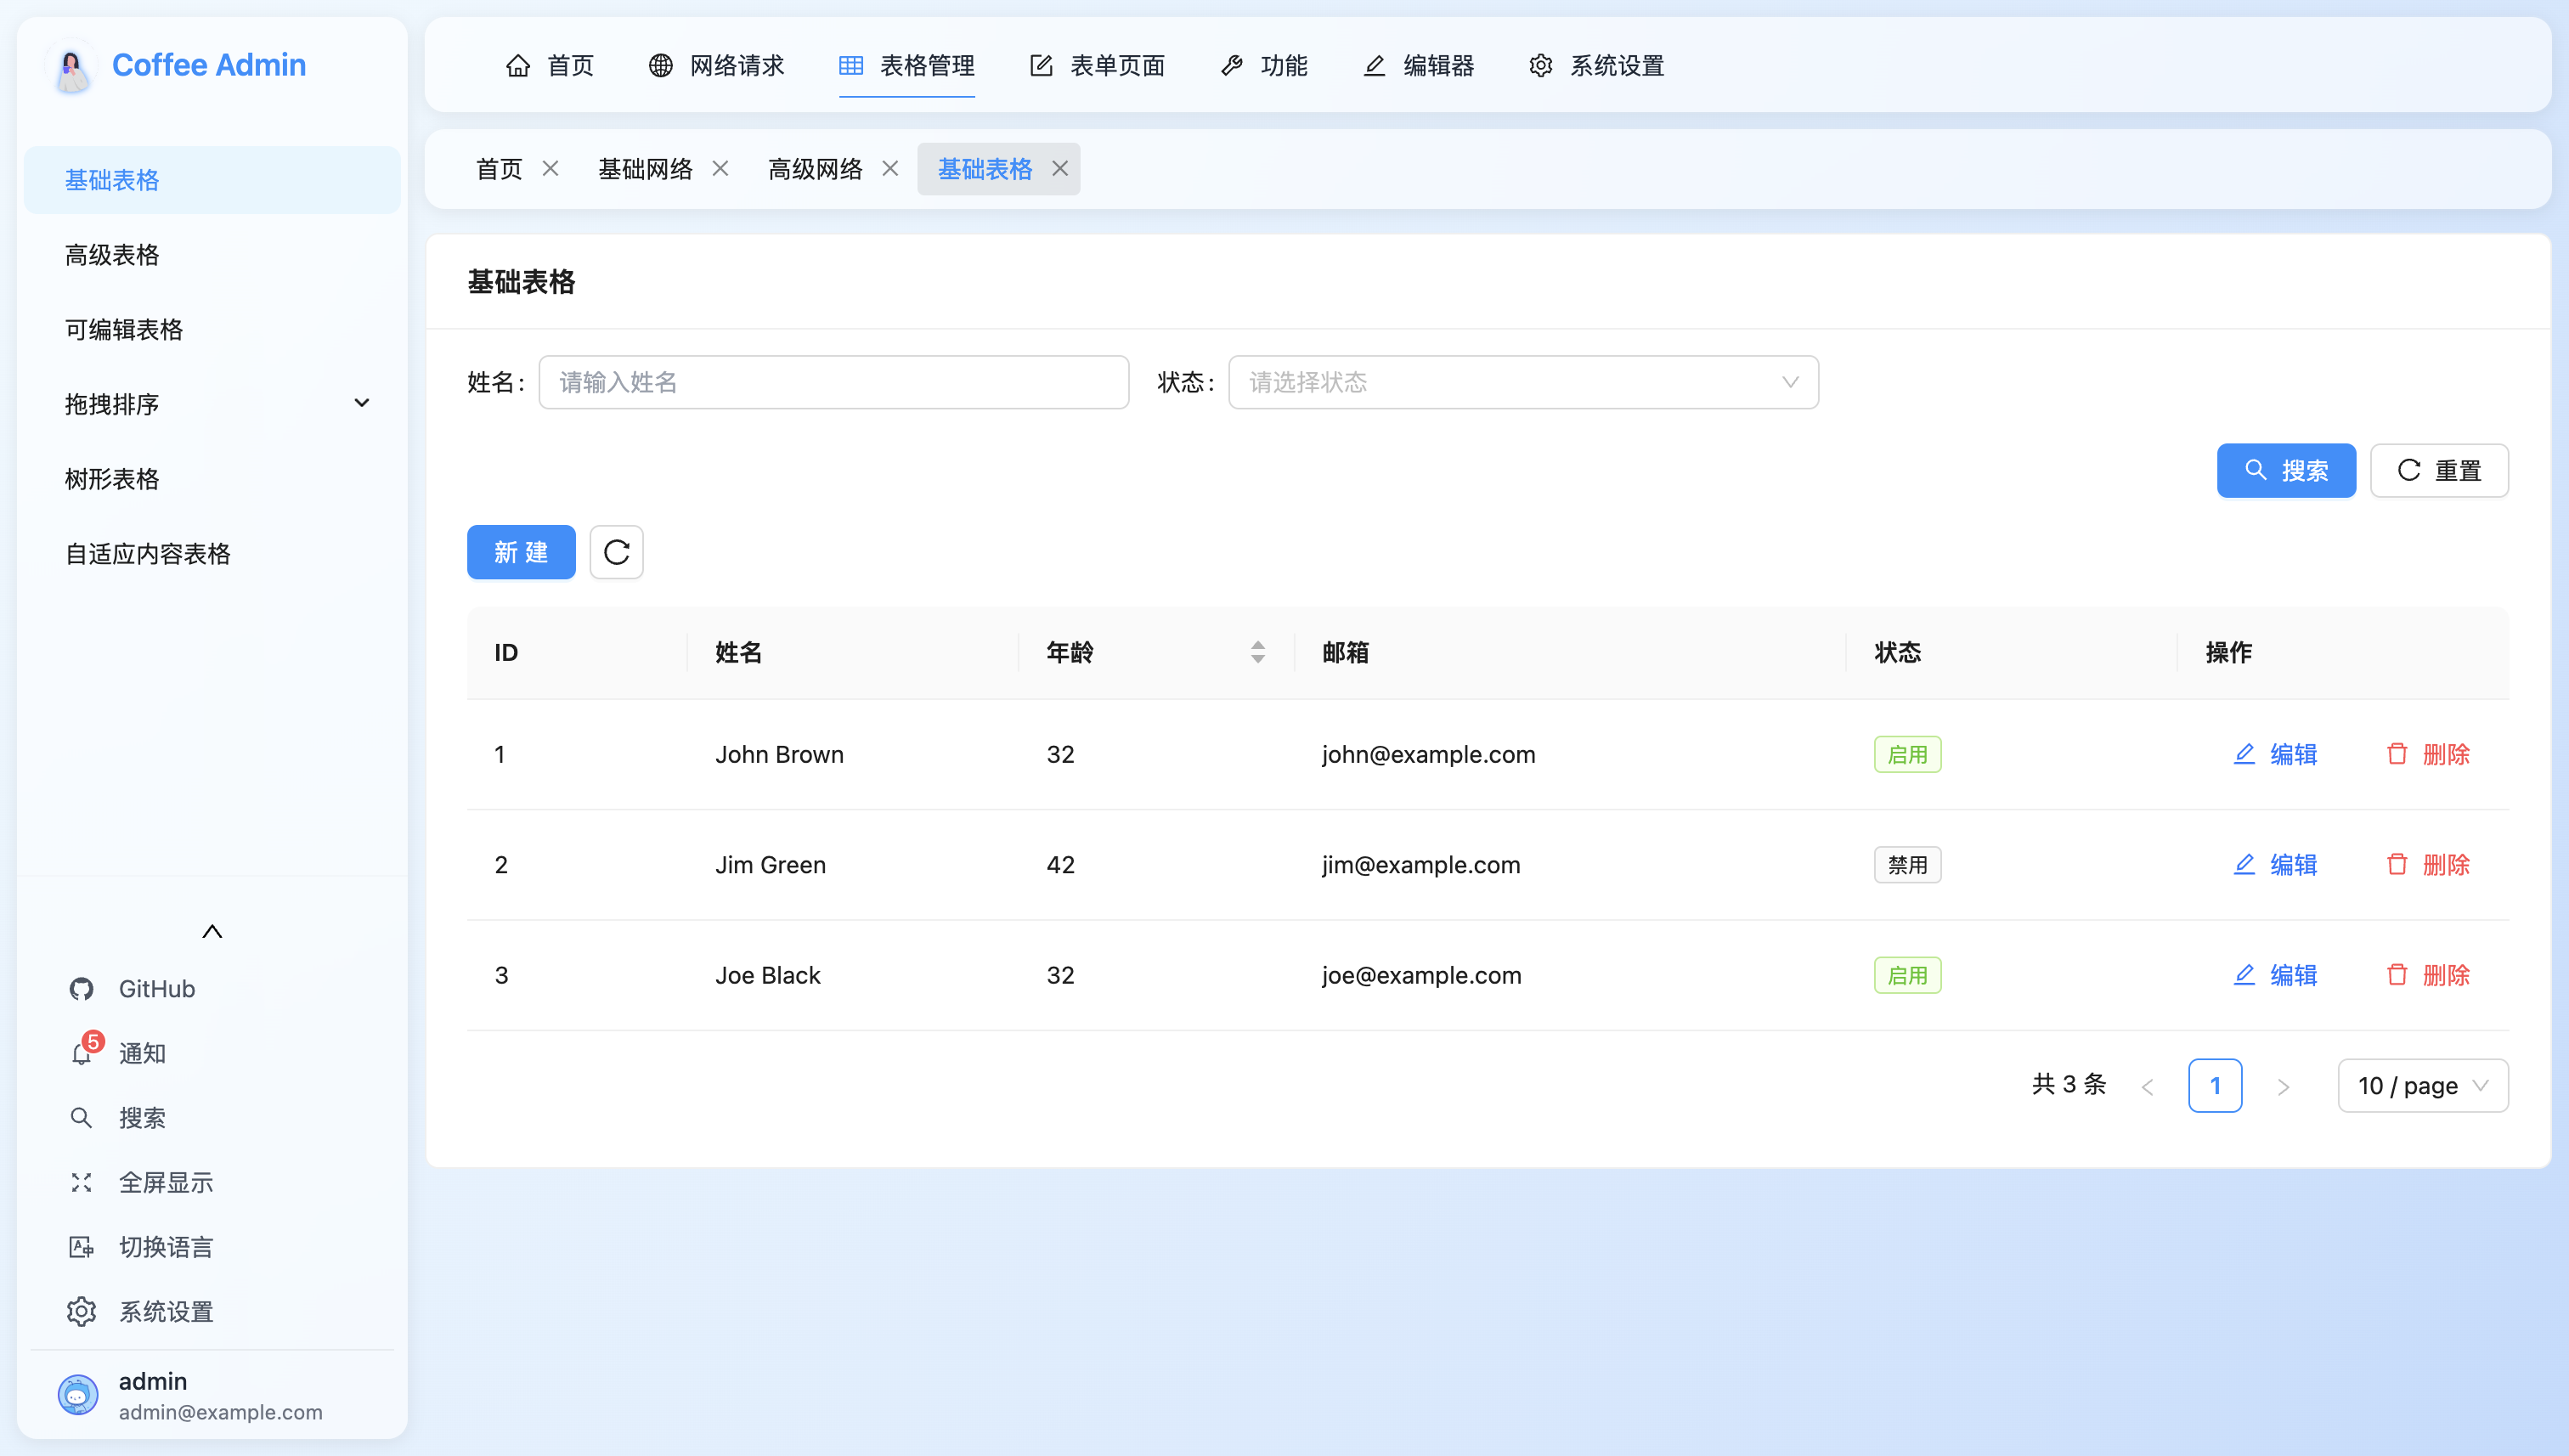 Coffee Admin
首页 网络请求 表格管理 表单页面 功能 编辑器 系统设置
首页 基础网络 高级网络 基础表格
基础表格
高级表格
可编辑表格
拖拽排序
树形表格
自适应内容表格
GitHub
5
通知
搜索
全屏显示
切换语言
系统设置
admin
admin@example.com
基础表格
姓名: 请输入姓名 状态: 请选择状态
搜索 重置
新 建
ID 姓名 年龄 邮箱 状态 操作
1 John Brown 32 john@example.com 启用 编辑 删除
2 Jim Green 42 jim@example.com 禁用 编辑 删除
3 Joe Black 32 joe@example.com 启用 编辑 删除
共 3 条 1 10 / page